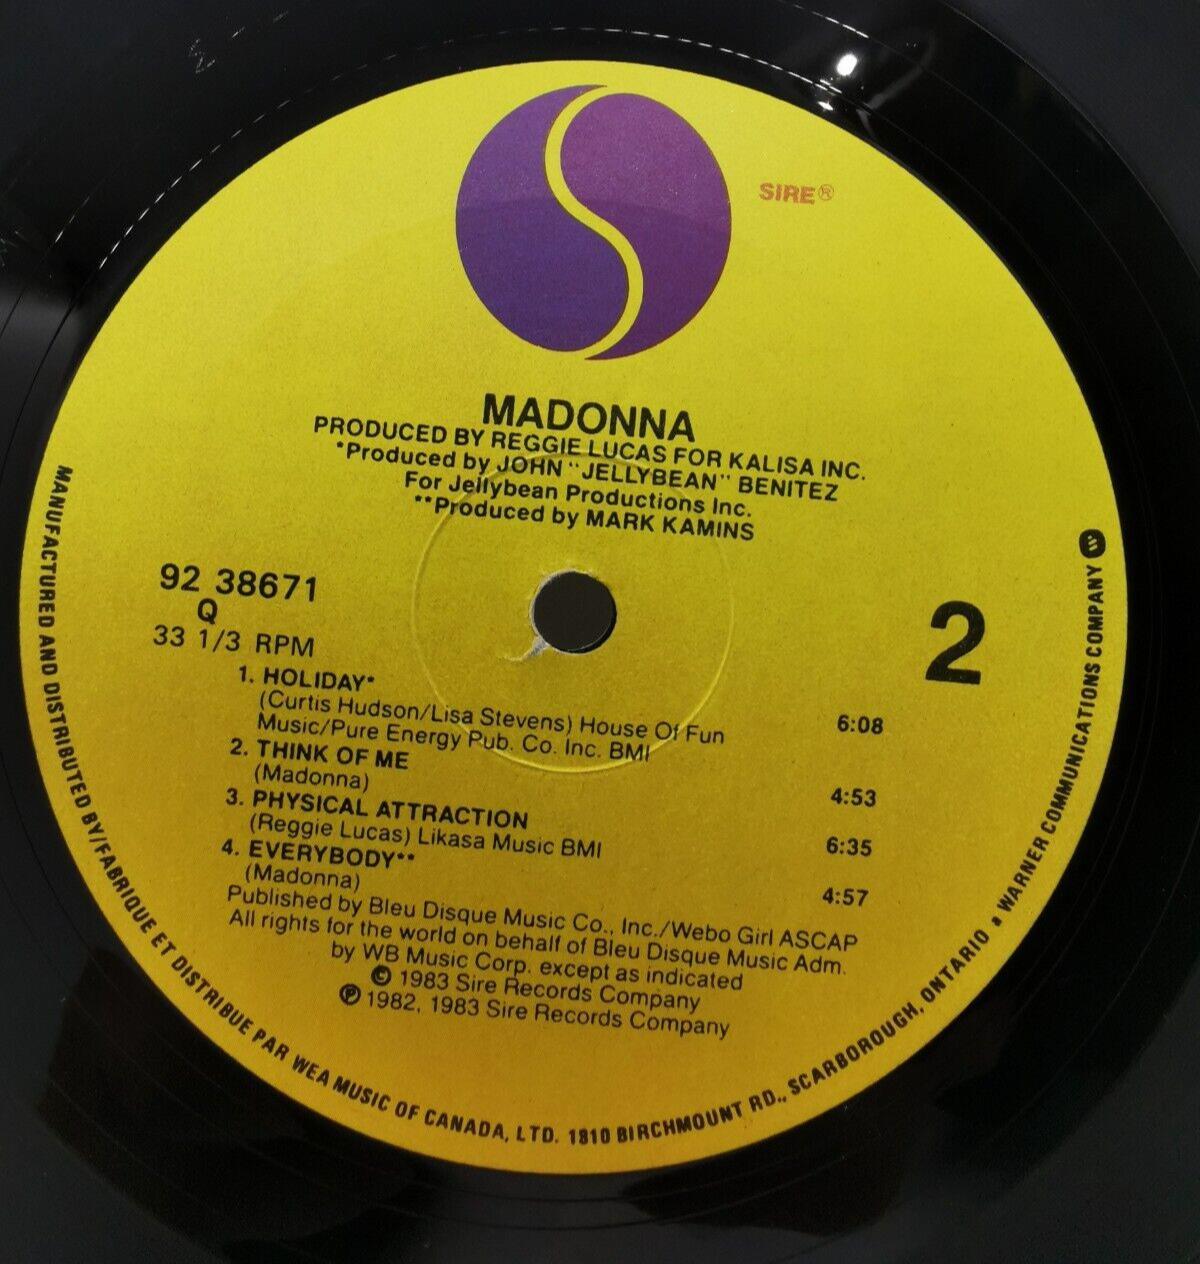 SIRE®
MADONNA
PRODUCED BY REGGIE LUCAS FOR KALISA INC.
*Produced by JOHN "JELLYBEAN" BENITEZ
For Jellybean Productions Inc.
**Produced by MARK KAMINS
92 38671
Q
33 1/3 RPM
2
1. HOLIDAY*
(Curtis Hudson/Lisa Stevens) House Of Fun
Music/Pure Energy Pub. Co. Inc. BMI 6:08
2. THINK OF ME
(Madonna) 4:53
3. PHYSICAL ATTRACTION
(Reggie Lucas) Likasa Music BMI 6:35
4. EVERYBODY**
(Madonna) 4:57
Published by Bleu Disque Music Co., Inc./Webo Girl ASCAP
All rights for the world on behalf of Bleu Disque Music Adm.
by WB Music Corp. except as indicated
© 1983 Sire Records Company
℗ 1982, 1983 Sire Records Company
MANUFACTURED AND DISTRIBUTED BY/FABRIQUE ET DISTRIBUE PAR WEA MUSIC OF CANADA, LTD. 1810 BIRCHMOUNT RD., SCARBOROUGH, ONTARIO • WARNER COMMUNICATIONS COMPANY